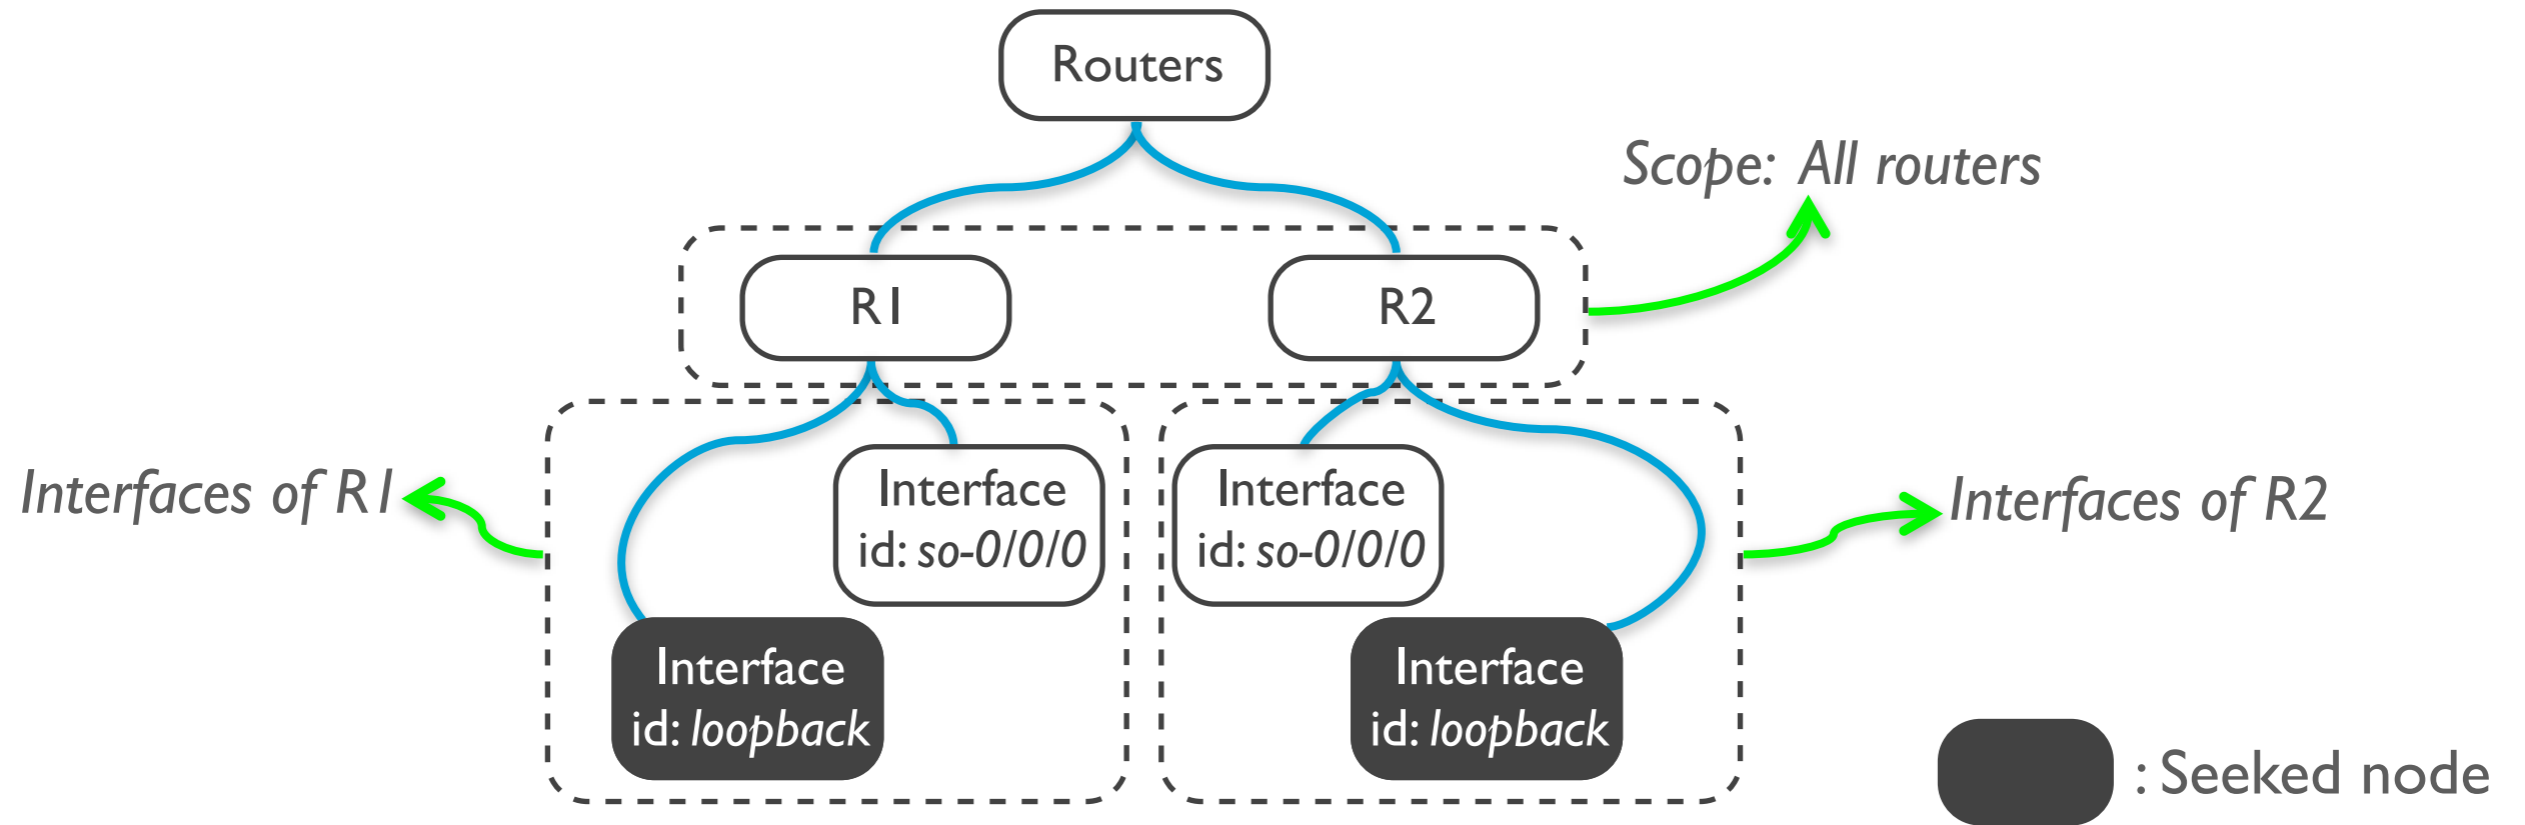 Routers
Scope: All routers
R1
R2
Interfaces of R1
Interface
id: so-0/0/0
Interface
id: so-0/0/0
Interfaces of R2
Interface
id: loopback
Interface
id: loopback
: Seeked node